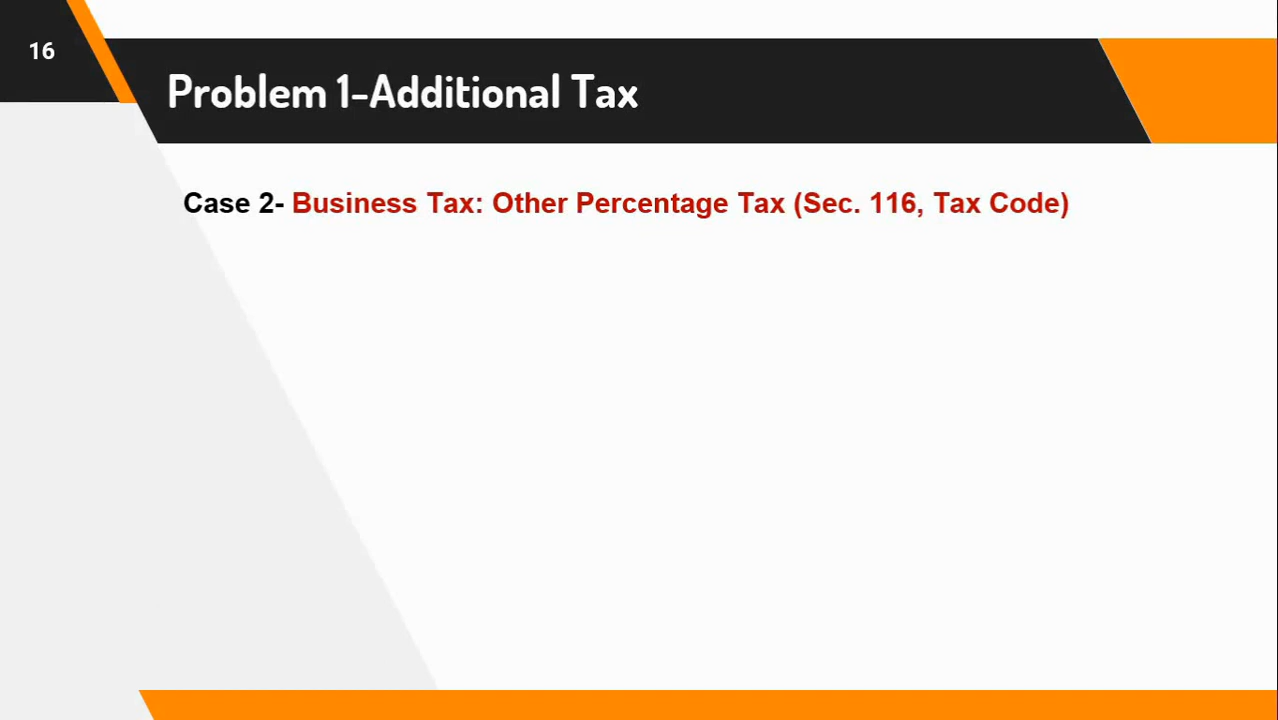 16
Problem 1-Additional Tax
Case 2- Business Tax: Other Percentage Tax (Sec. 116, Tax Code)